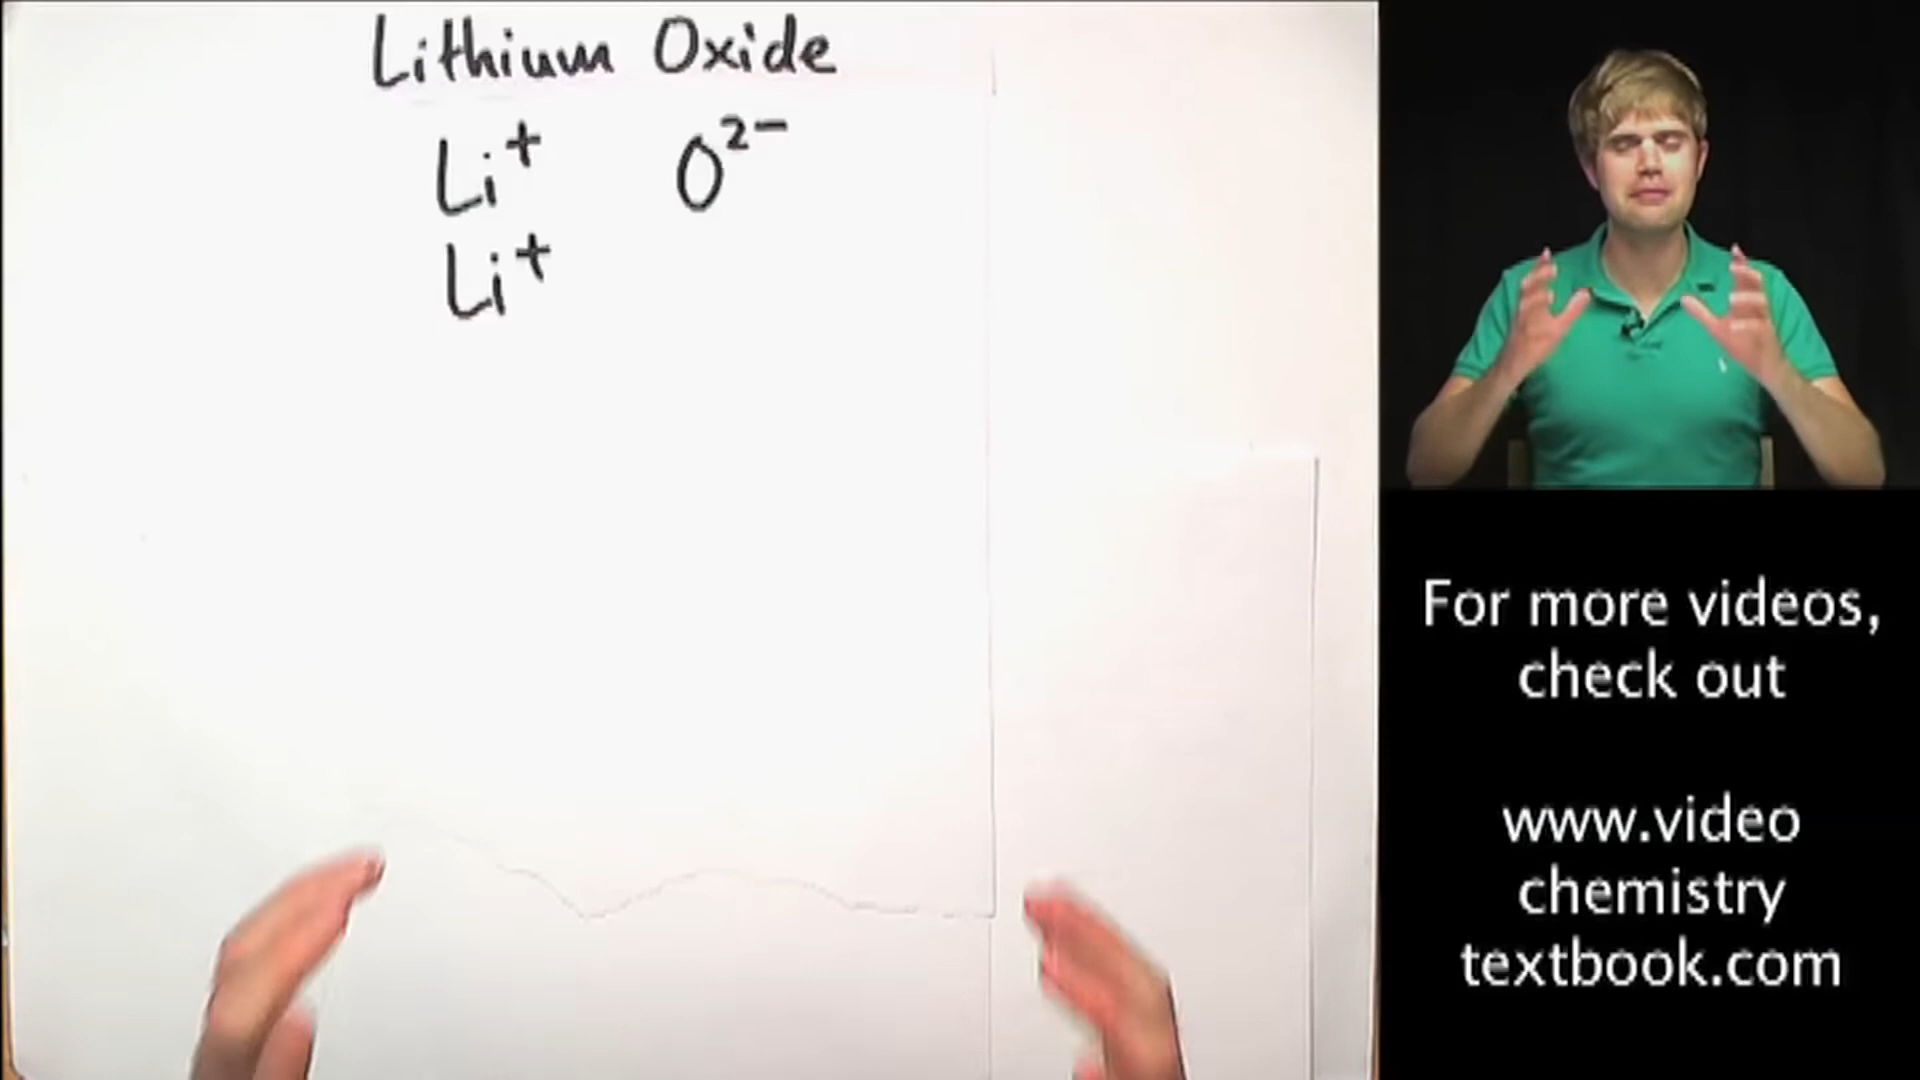 Lithium Oxide
Li⁺ O²⁻
Li⁺
For more videos,
check out
www.video
chemistry
textbook.com